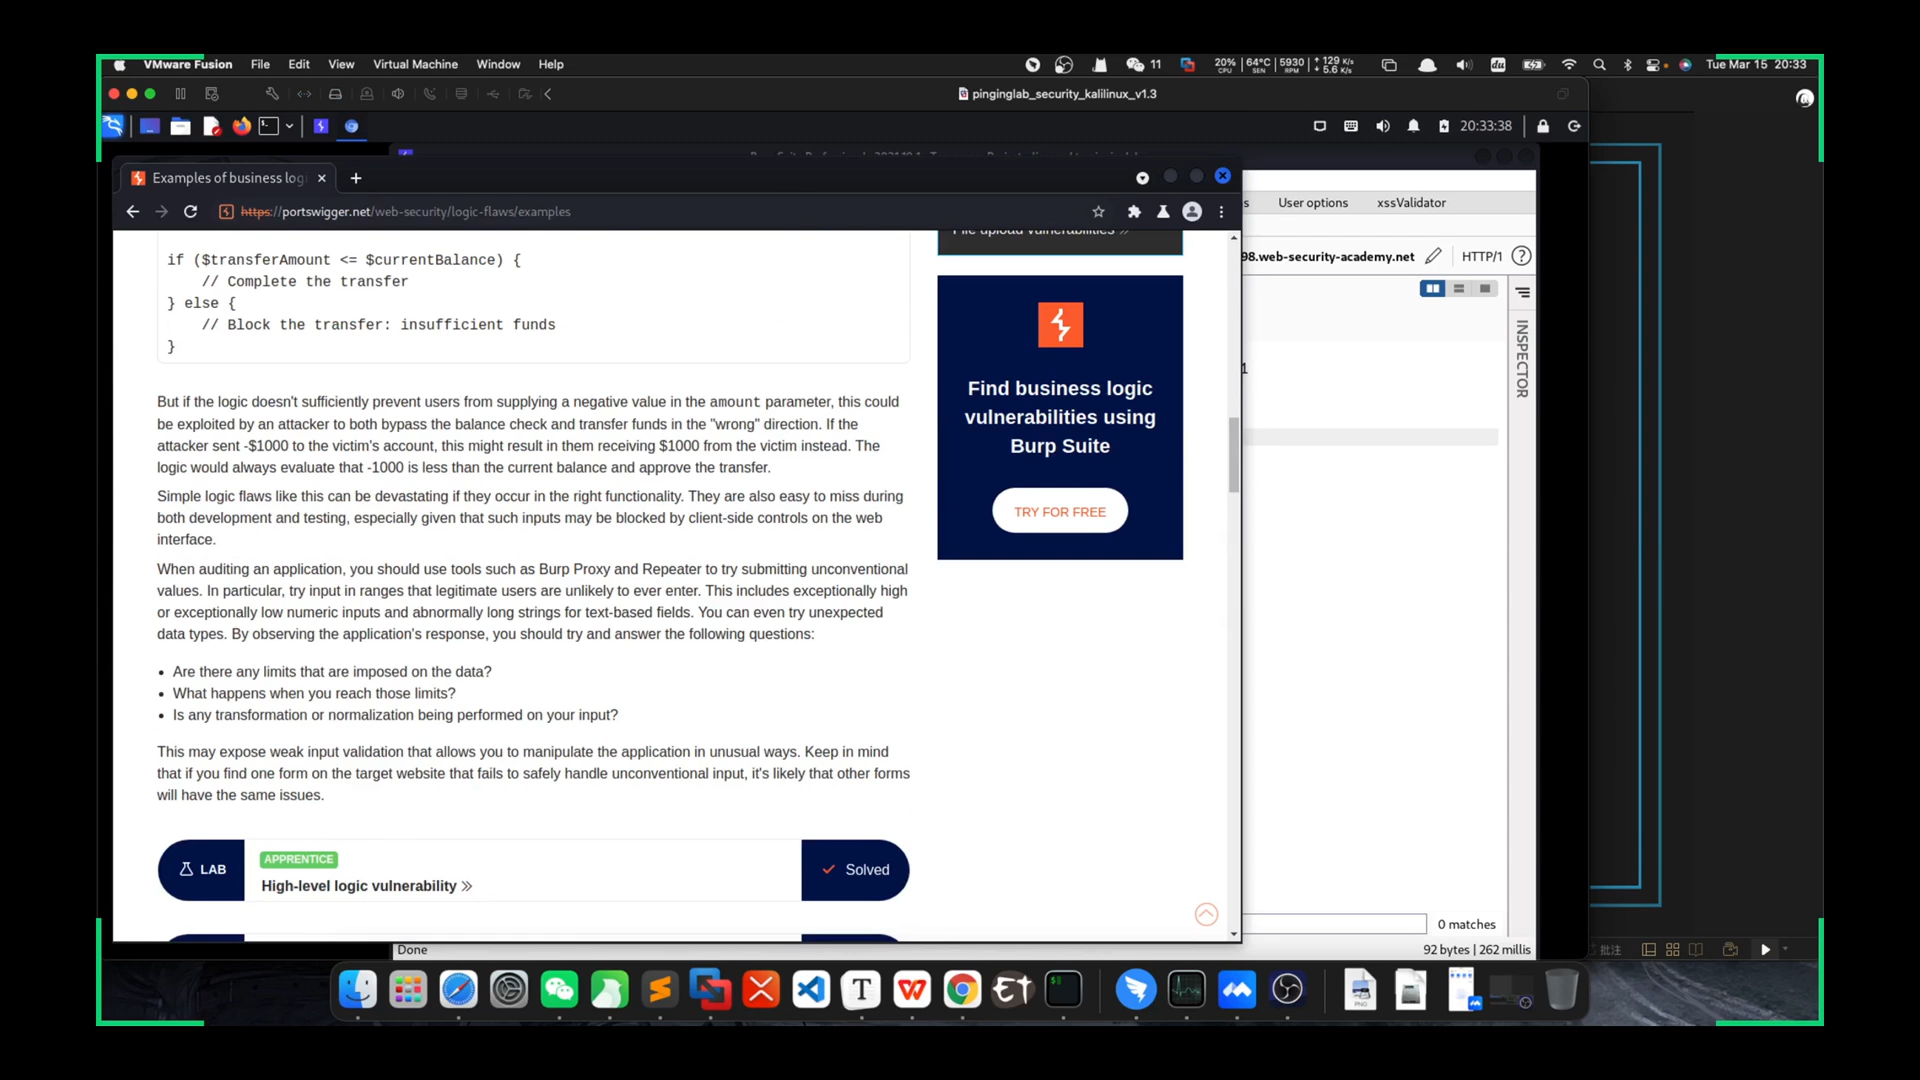 VMware Fusion File Edit View Virtual Machine Window Help
11
20% CPU 64°C SEN 5930 RPM ↑ 129 K/s ↓ 5.6 K/s
Tue Mar 15 20:33
pinginglab_security_kalilinux_v1.3
20:33:38
Examples of business log
https://portswigger.net/web-security/logic-flaws/examples
s User options xssValidator
98.web-security-academy.net HTTP/1
INSPECTOR
1
File upload vulnerabilities
if ($transferAmount <= $currentBalance) {
// Complete the transfer
} else {
// Block the transfer: insufficient funds
}
But if the logic doesn't sufficiently prevent users from supplying a negative value in the amount parameter, this could
be exploited by an attacker to both bypass the balance check and transfer funds in the "wrong" direction. If the
attacker sent -$1000 to the victim's account, this might result in them receiving $1000 from the victim instead. The
logic would always evaluate that -1000 is less than the current balance and approve the transfer.
Simple logic flaws like this can be devastating if they occur in the right functionality. They are also easy to miss during
both development and testing, especially given that such inputs may be blocked by client-side controls on the web
interface.
When auditing an application, you should use tools such as Burp Proxy and Repeater to try submitting unconventional
values. In particular, try input in ranges that legitimate users are unlikely to ever enter. This includes exceptionally high
or exceptionally low numeric inputs and abnormally long strings for text-based fields. You can even try unexpected
data types. By observing the application's response, you should try and answer the following questions:
• Are there any limits that are imposed on the data?
• What happens when you reach those limits?
• Is any transformation or normalization being performed on your input?
This may expose weak input validation that allows you to manipulate the application in unusual ways. Keep in mind
that if you find one form on the target website that fails to safely handle unconventional input, it's likely that other forms
will have the same issues.
LAB
APPRENTICE
High-level logic vulnerability
Solved
Find business logic
vulnerabilities using
Burp Suite
TRY FOR FREE
0 matches
Done
92 bytes | 262 millis
批注